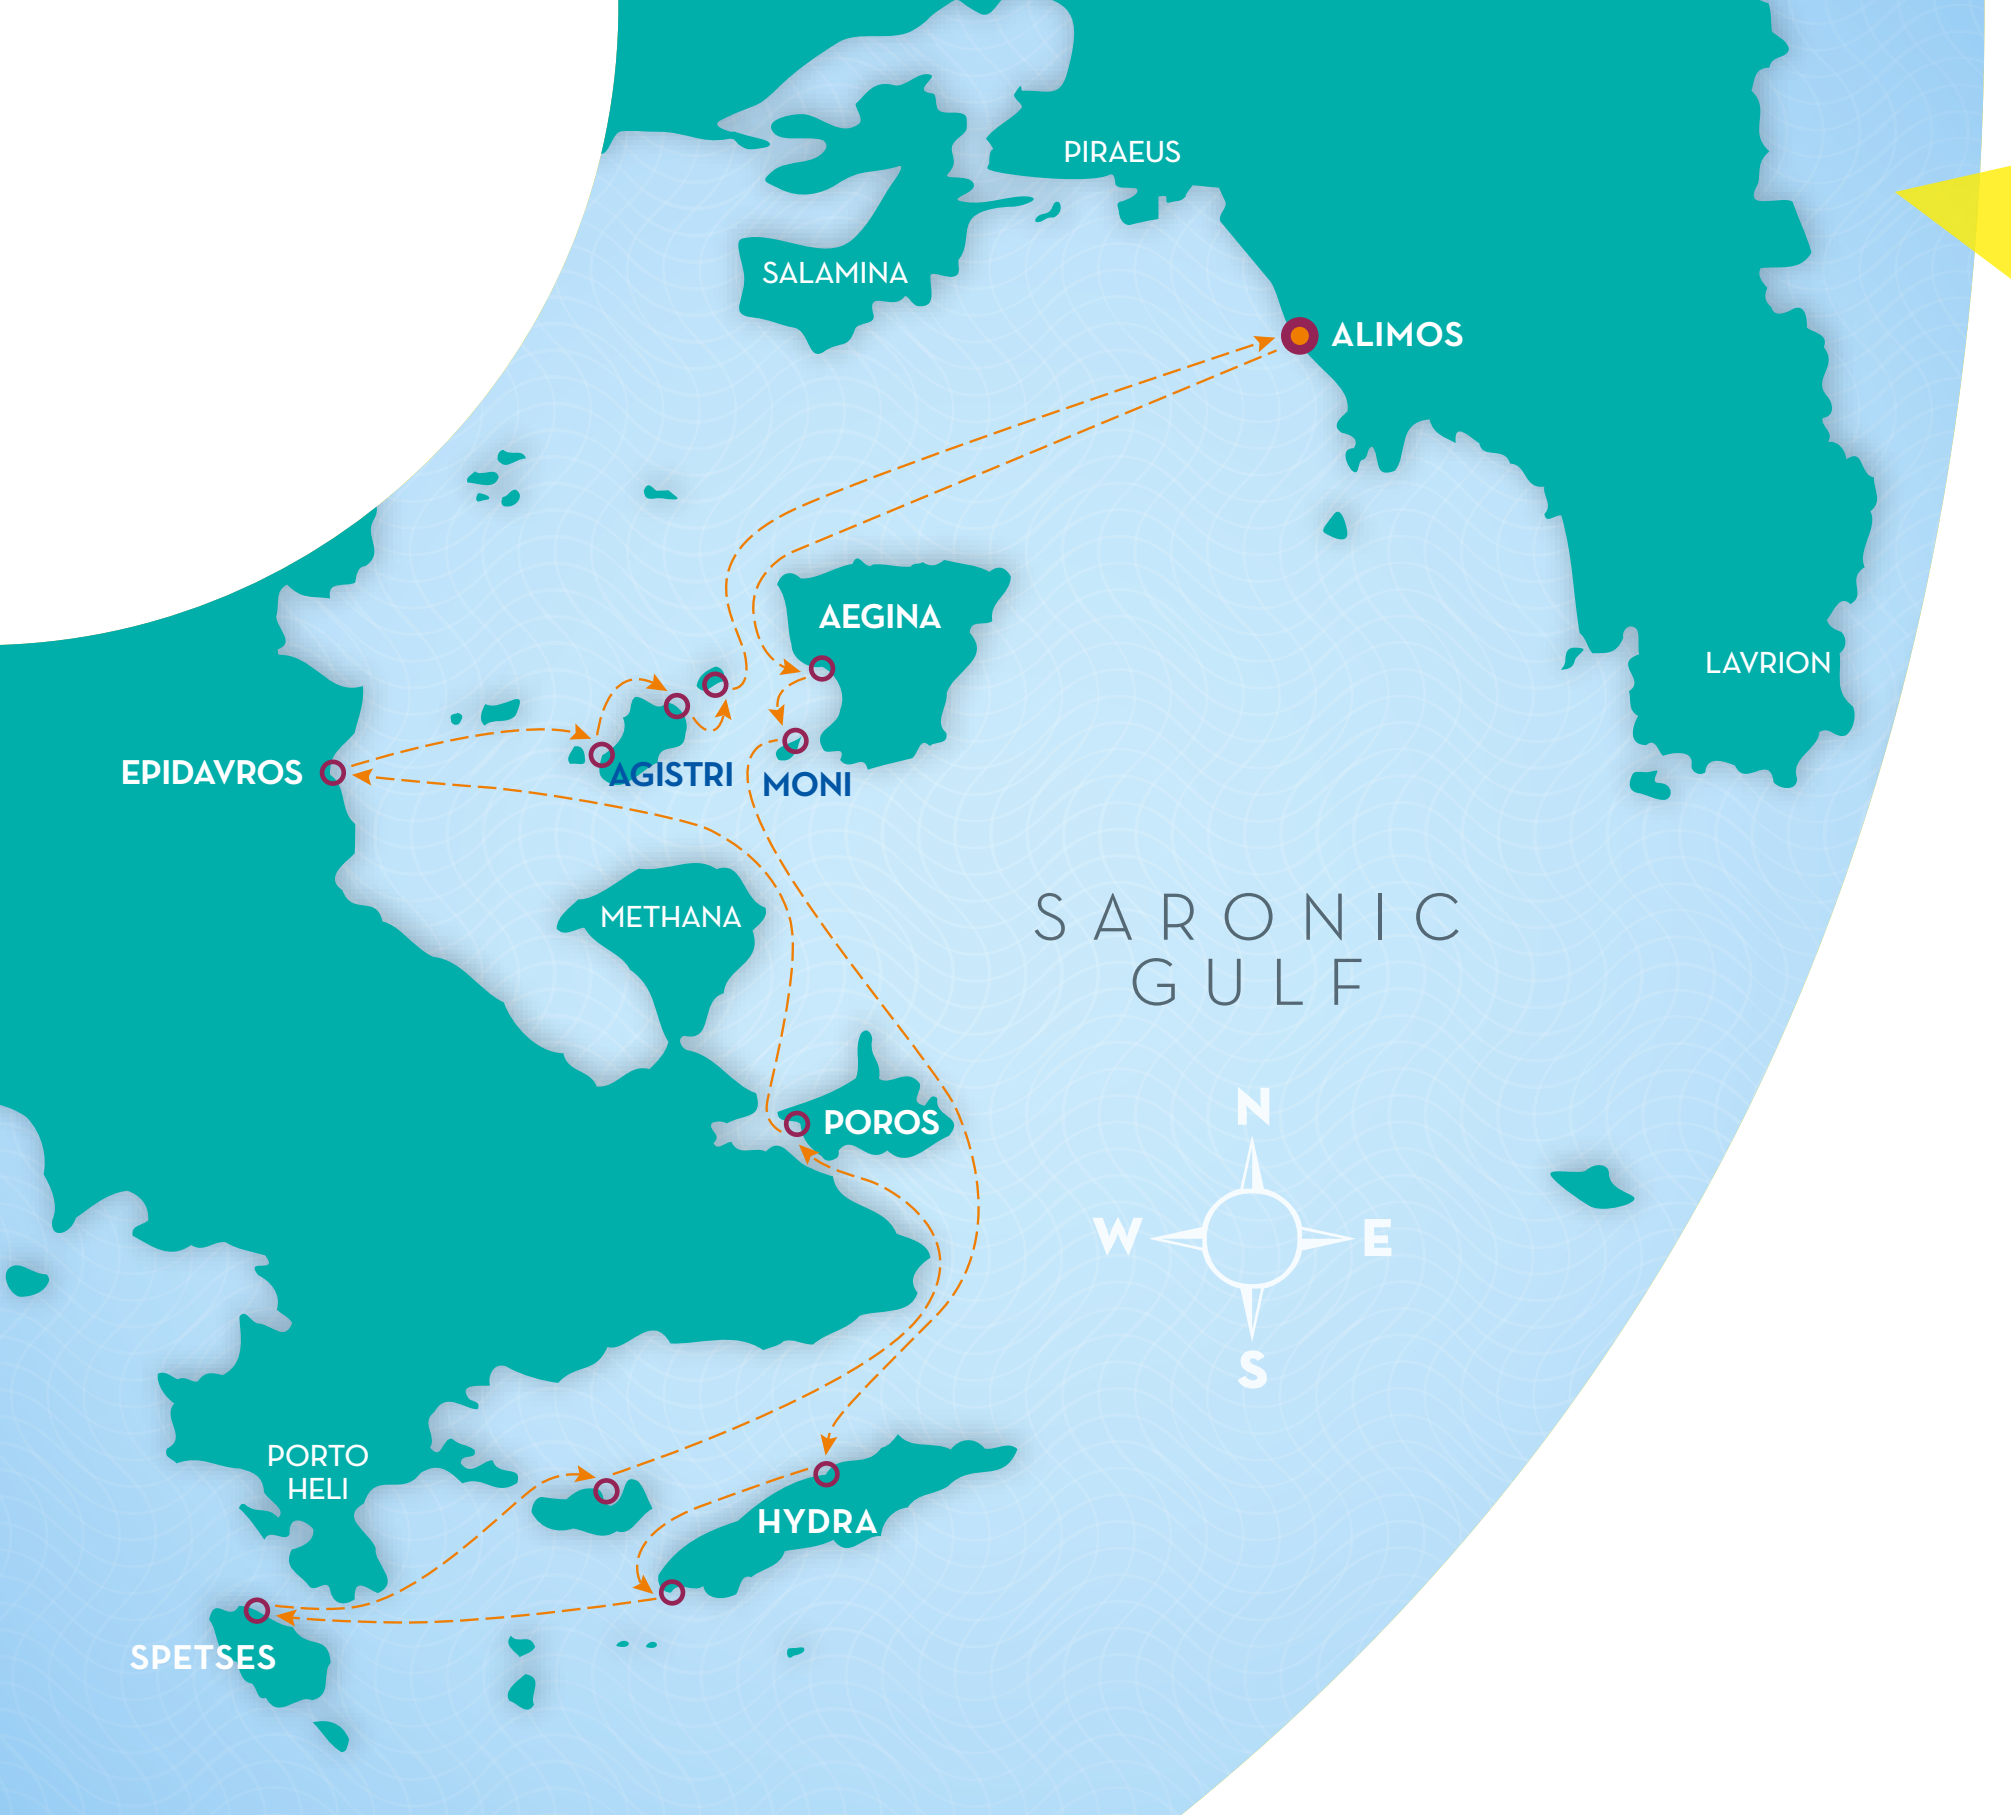 PIRAEUS
SALAMINA
ALIMOS
AEGINA
LAVRION
EPIDAVROS
AGISTRI
MONI
METHANA
SARONIC
GULF
POROS
N
W
E
S
PORTO
HELI
HYDRA
SPETSES